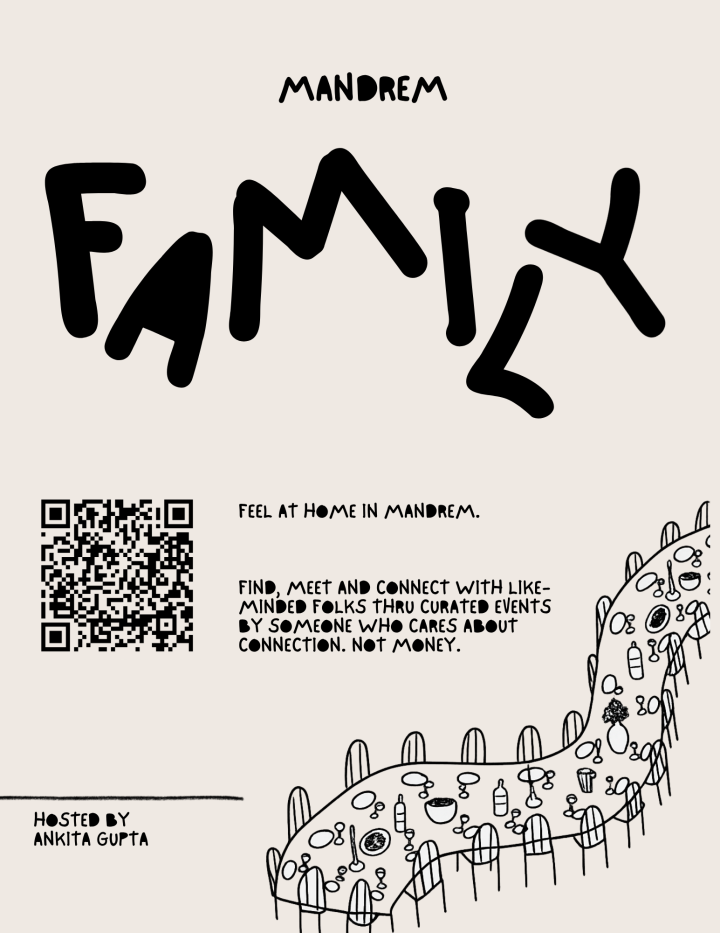 MANDREM
FAMILY
FEEL AT HOME IN MANDREM.
FIND, MEET AND CONNECT WITH LIKE-
MINDED FOLKS THRU CURATED EVENTS
BY SOMEONE WHO CARES ABOUT
CONNECTION. NOT MONEY.
HOSTED BY
ANKITA GUPTA